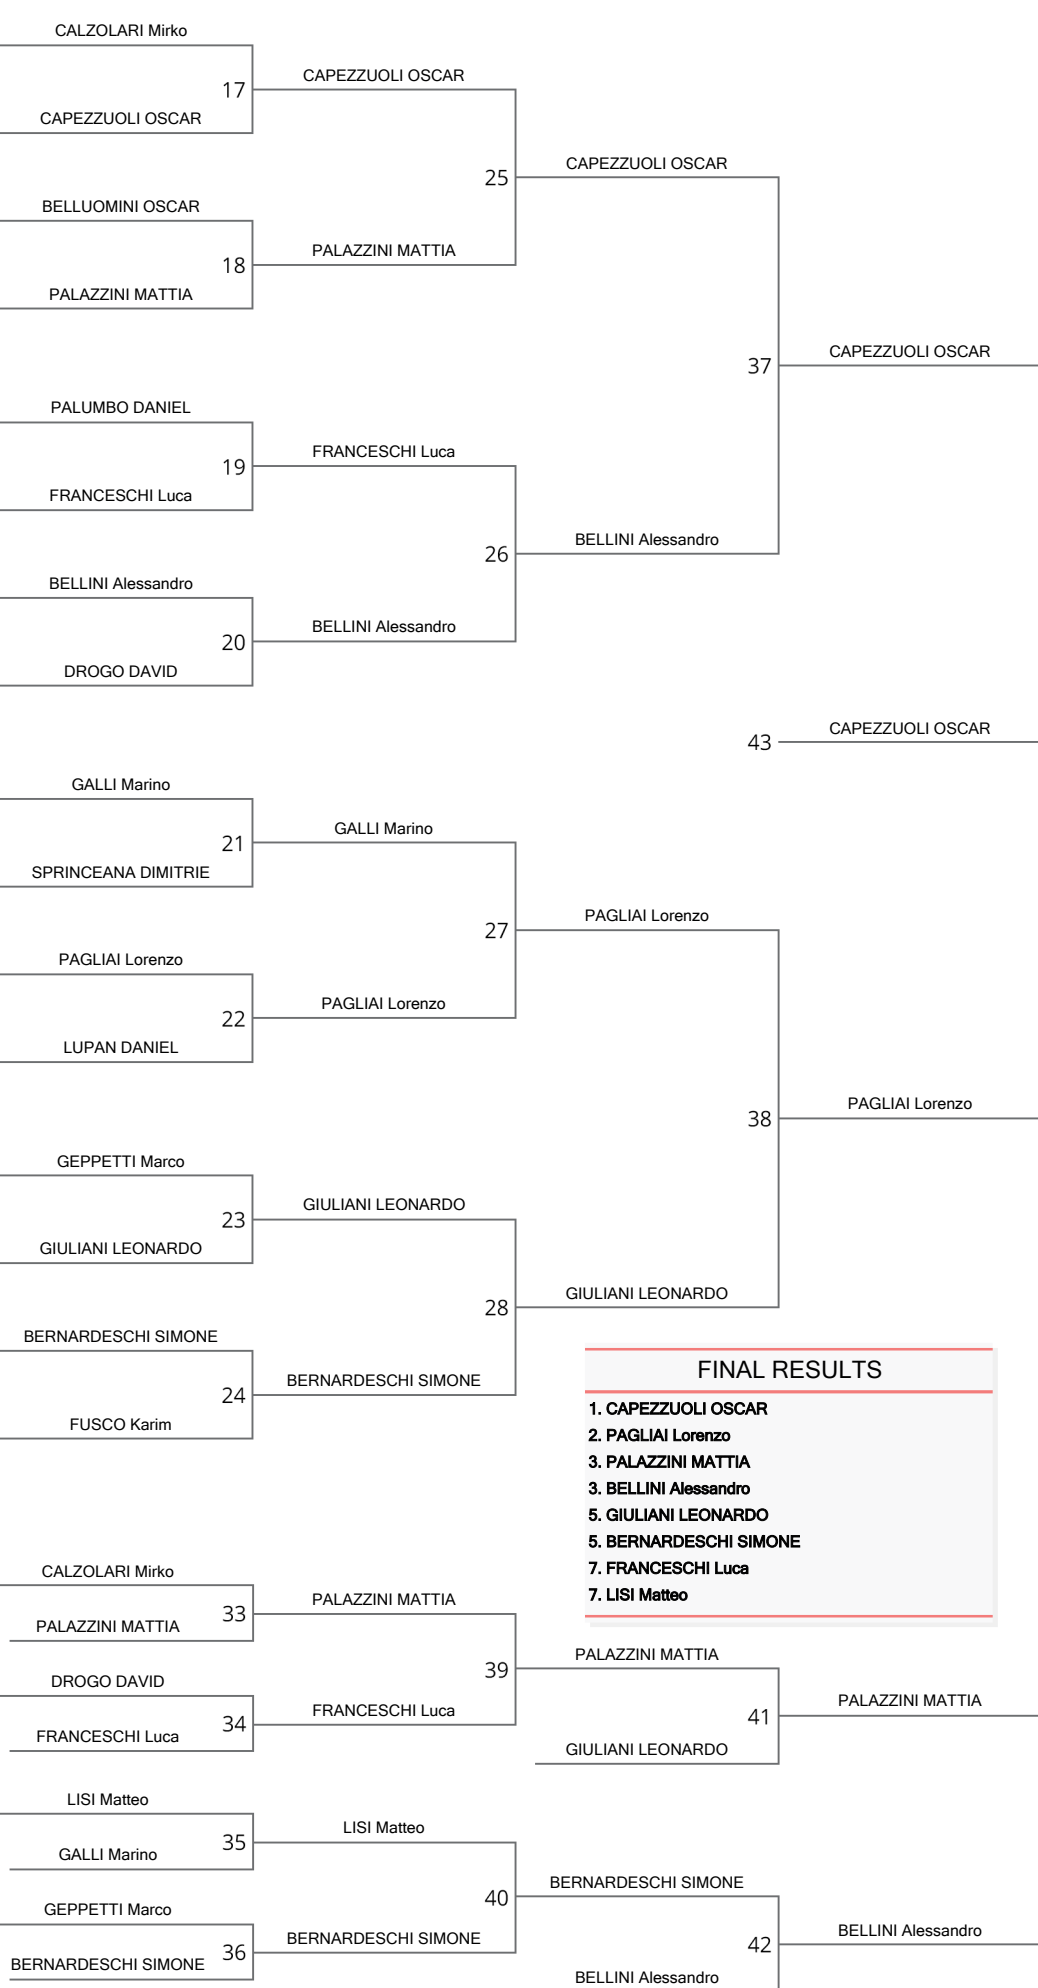 CALZOLARI Mirko
CAPEZZUOLI OSCAR
17
CAPEZZUOLI OSCAR
CAPEZZUOLI OSCAR
25
BELLUOMINI OSCAR
PALAZZINI MATTIA
18
PALAZZINI MATTIA
CAPEZZUOLI OSCAR
37
PALUMBO DANIEL
FRANCESCHI Luca
19
FRANCESCHI Luca
BELLINI Alessandro
26
BELLINI Alessandro
BELLINI Alessandro
20
DROGO DAVID
CAPEZZUOLI OSCAR
43
GALLI Marino
GALLI Marino
21
SPRINCEANA DIMITRIE
PAGLIAI Lorenzo
27
PAGLIAI Lorenzo
PAGLIAI Lorenzo
22
LUPAN DANIEL
PAGLIAI Lorenzo
38
GEPPETTI Marco
GIULIANI LEONARDO
23
GIULIANI LEONARDO
GIULIANI LEONARDO
28
BERNARDESCHI SIMONE
BERNARDESCHI SIMONE
24
FUSCO Karim
FINAL RESULTS
1. CAPEZZUOLI OSCAR
2. PAGLIAI Lorenzo
3. PALAZZINI MATTIA
3. BELLINI Alessandro
5. GIULIANI LEONARDO
5. BERNARDESCHI SIMONE
7. FRANCESCHI Luca
7. LISI Matteo
CALZOLARI Mirko
PALAZZINI MATTIA
33
PALAZZINI MATTIA
PALAZZINI MATTIA
39
DROGO DAVID
FRANCESCHI Luca
34
FRANCESCHI Luca
PALAZZINI MATTIA
41
GIULIANI LEONARDO
LISI Matteo
LISI Matteo
35
GALLI Marino
BERNARDESCHI SIMONE
40
GEPPETTI Marco
BERNARDESCHI SIMONE
36
BERNARDESCHI SIMONE
BELLINI Alessandro
42
BELLINI Alessandro